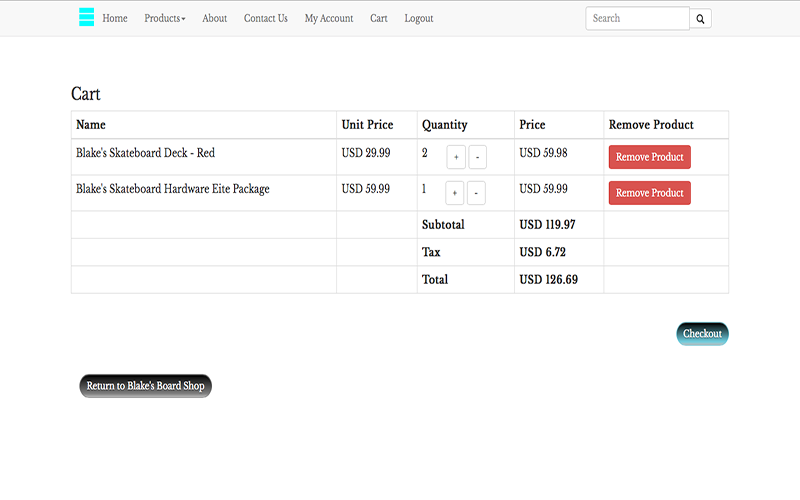 Home Products About Contact Us My Account Cart Logout Search
Cart
Name Unit Price Quantity Price Remove Product
Blake's Skateboard Deck - Red USD 29.99 2 + - USD 59.98 Remove Product
Blake's Skateboard Hardware Eite Package USD 59.99 1 + - USD 59.99 Remove Product
Subtotal USD 119.97
Tax USD 6.72
Total USD 126.69
Checkout
Return to Blake's Board Shop